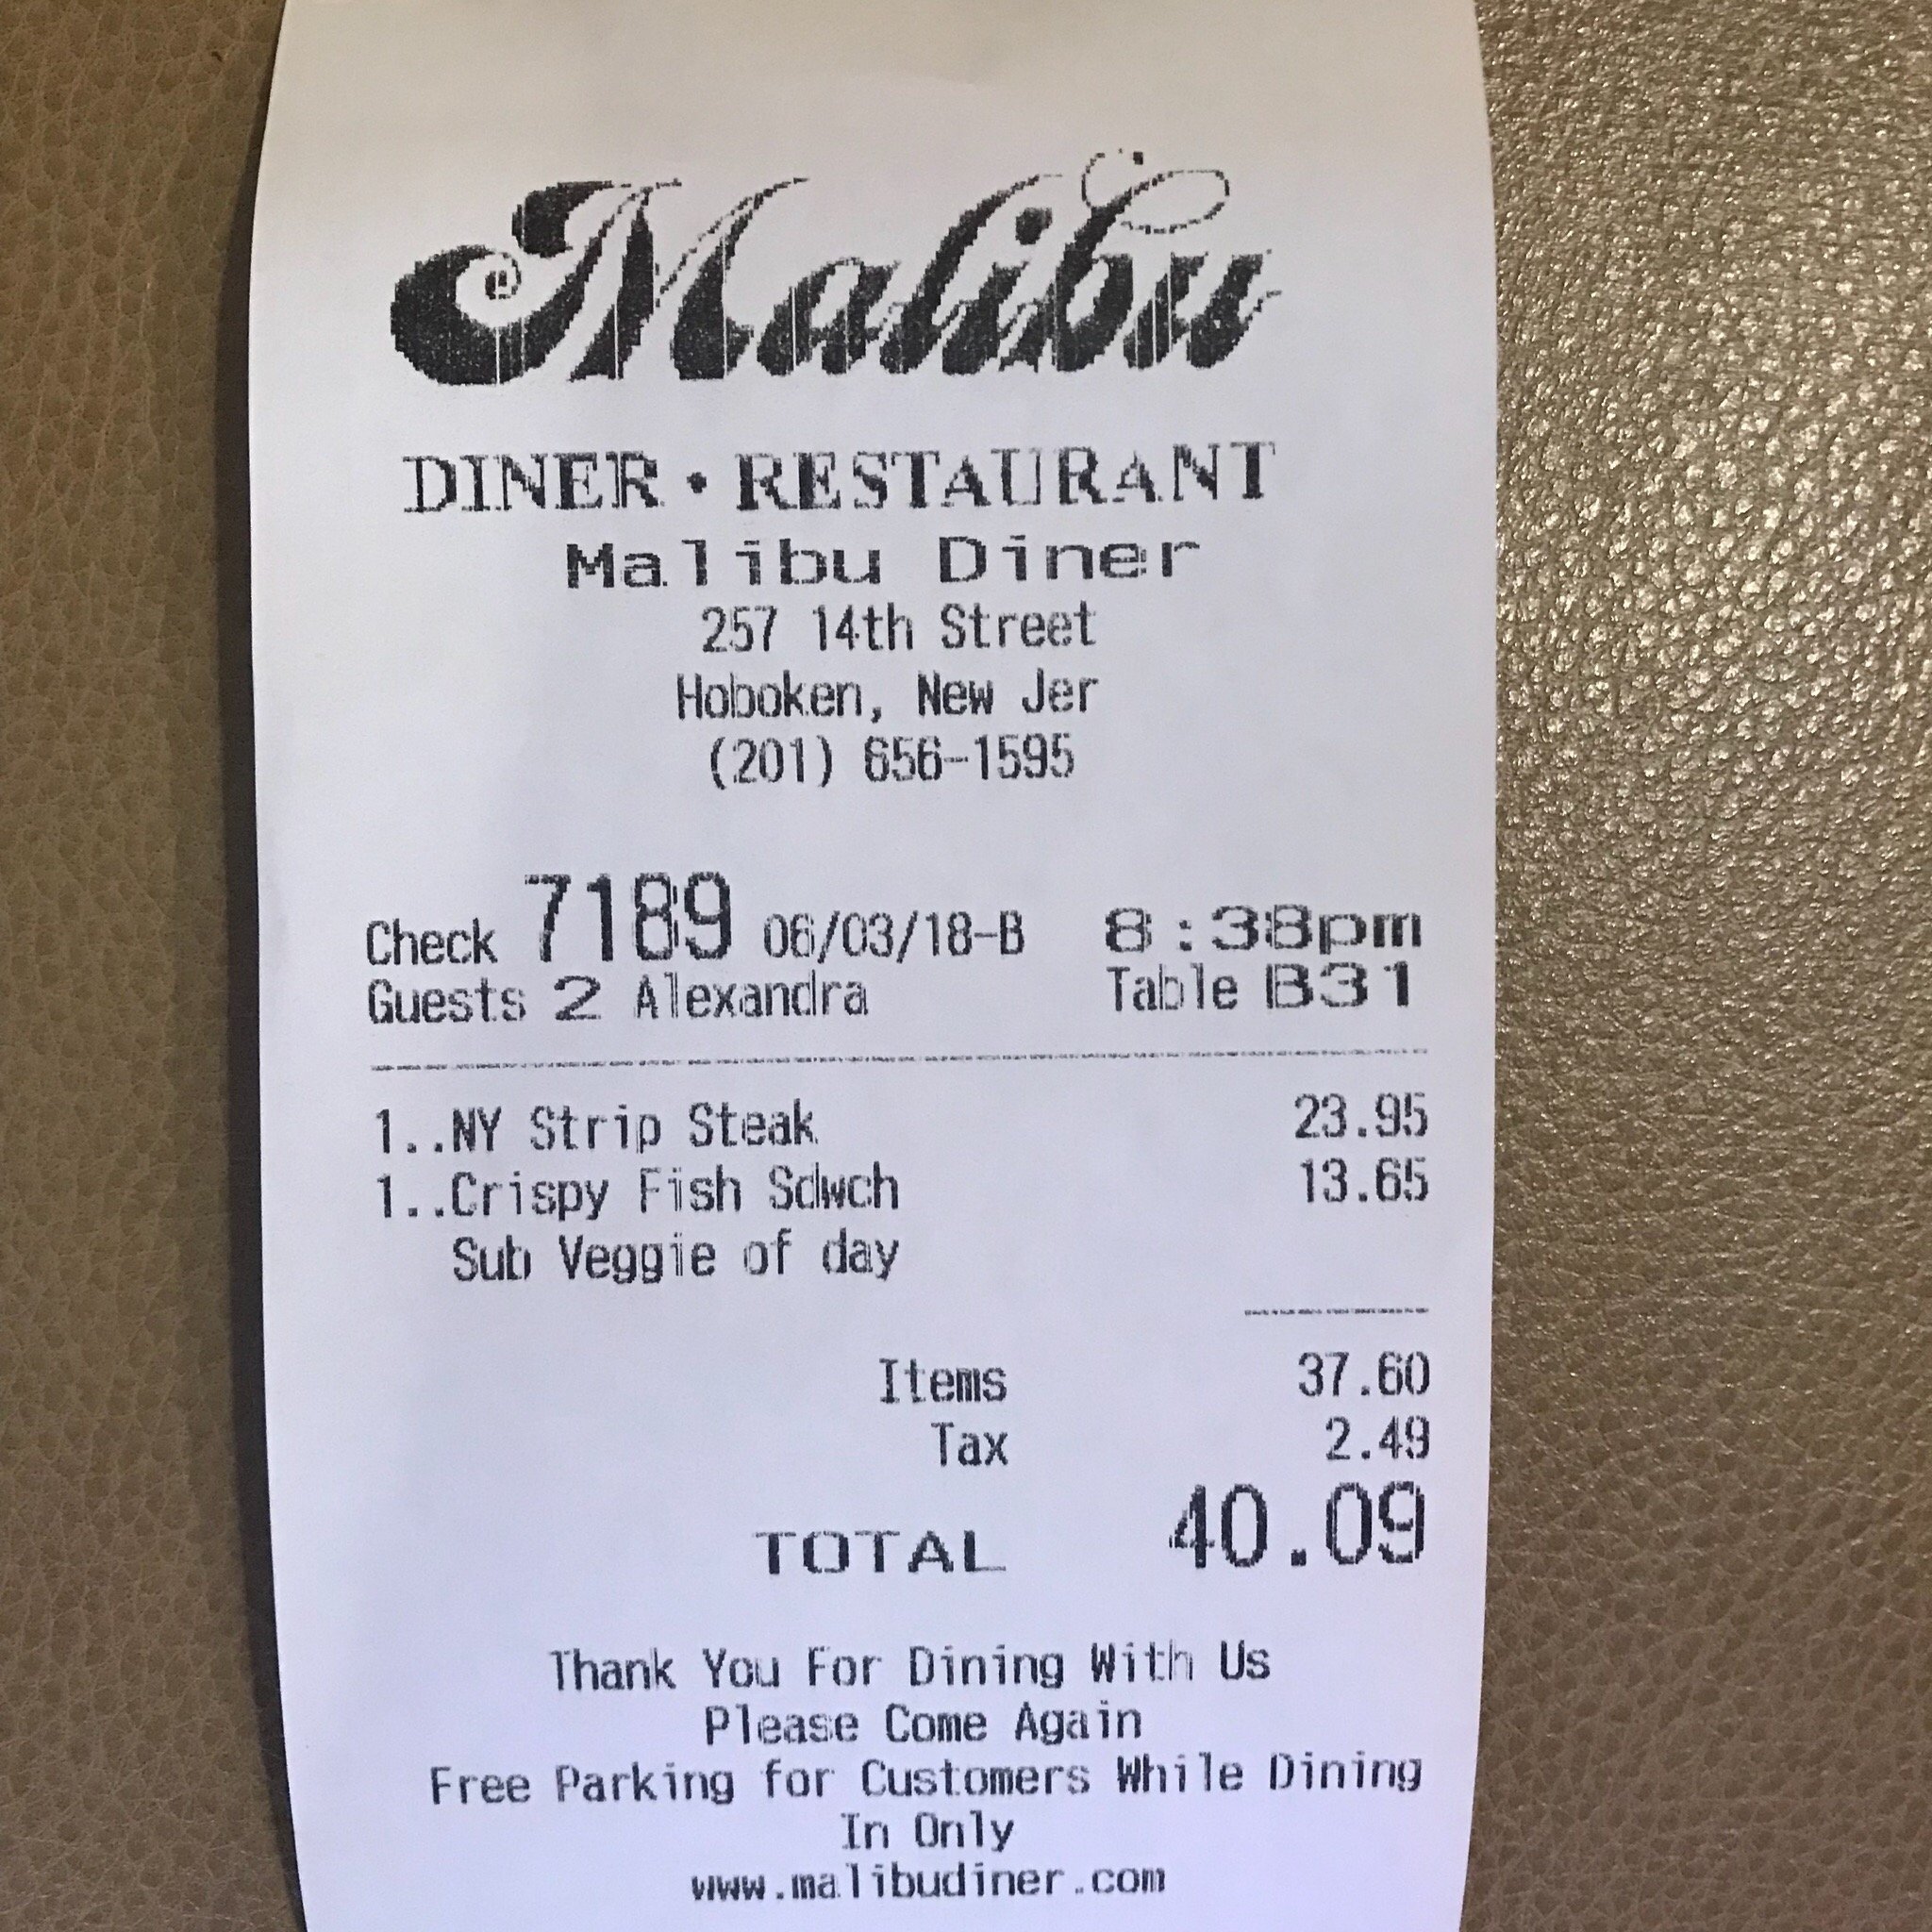 Malibu
DINER • RESTAURANT
Malibu Diner
257 14th Street
Hoboken, New Jer
(201) 656-1595
Check 7189 06/03/18-B 8:38pm
Guests 2 Alexandra Table B31
1..NY Strip Steak 23.95
1..Crispy Fish Sdwch 13.65
Sub Veggie of day
Items 37.60
Tax 2.49
TOTAL 40.09
Thank You For Dining With Us
Please Come Again
Free Parking for Customers While Dining
In Only
www.malibudiner.com